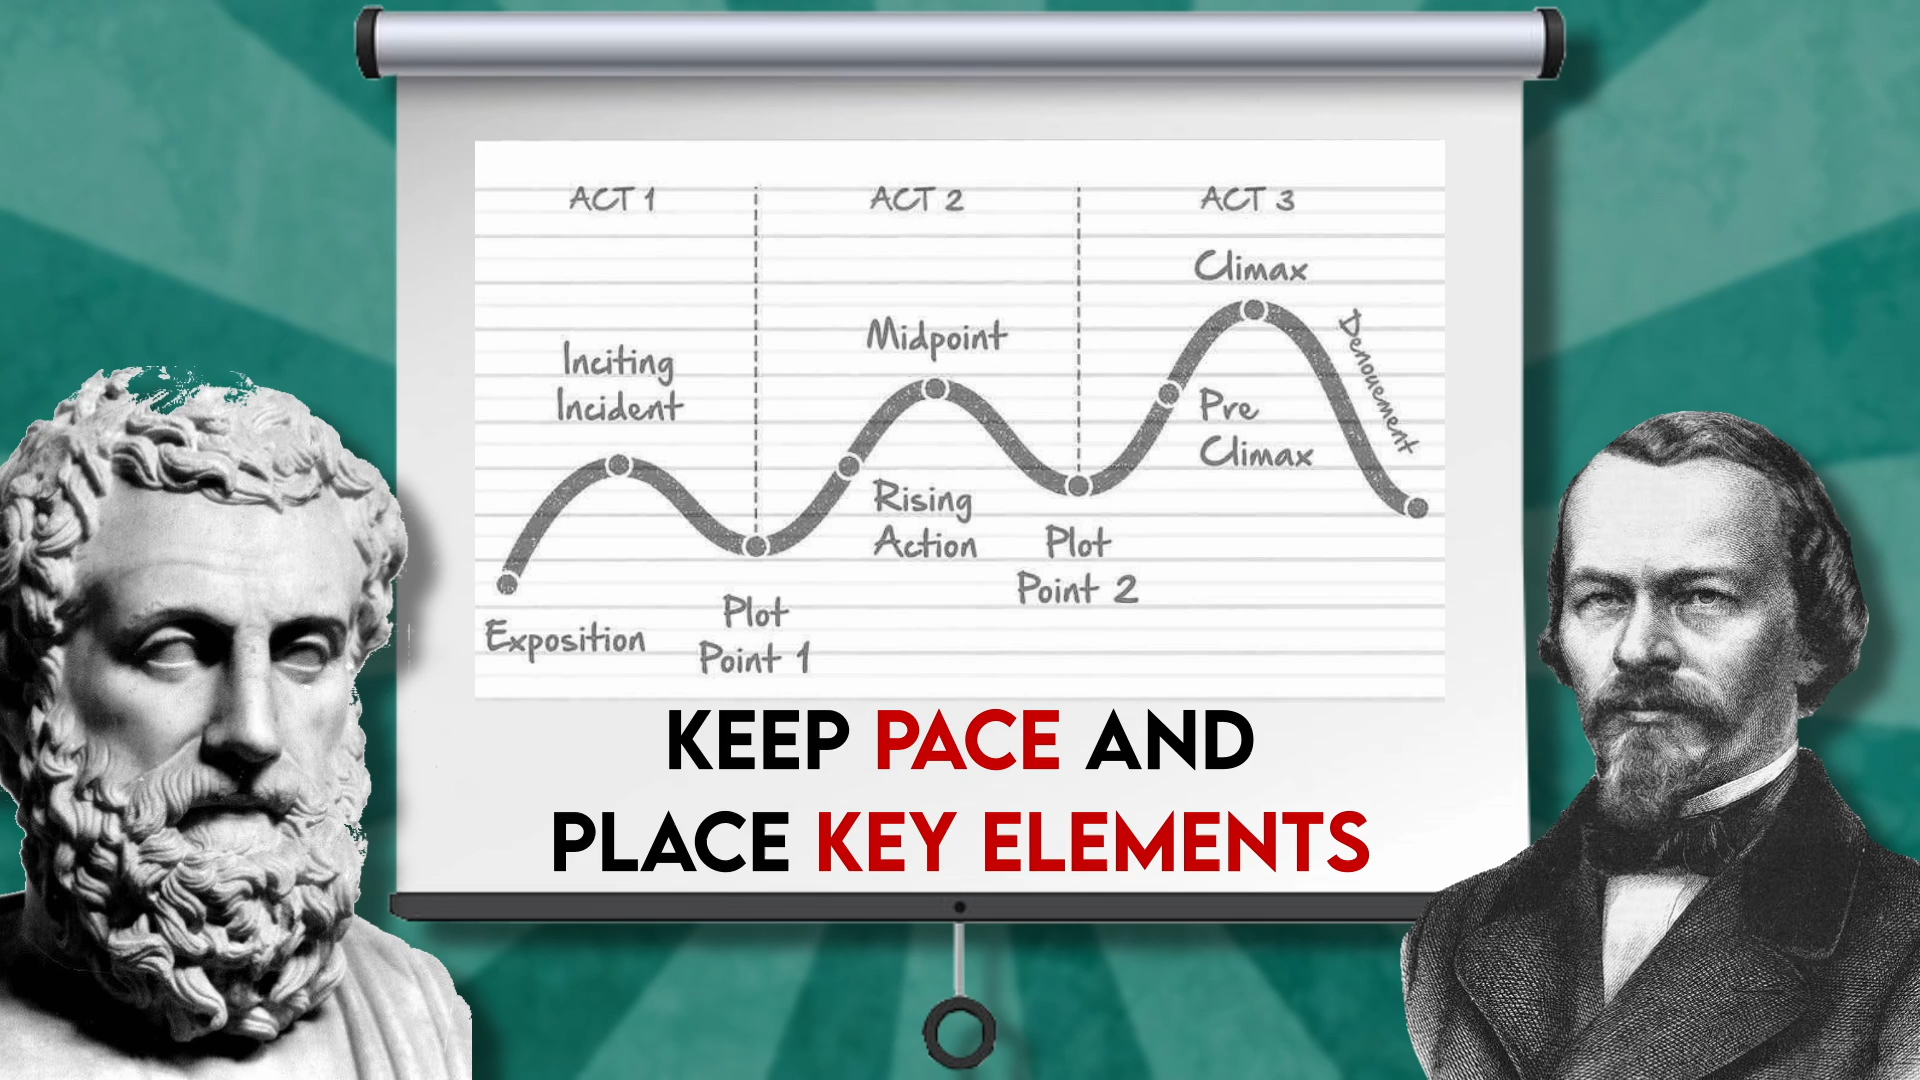 ACT 1
ACT 2
ACT 3
Climax
Denouement
Midpoint
Inciting
Incident
Pre
Climax
Rising
Action
Plot
Point 2
Plot
Point 1
Exposition
KEEP PACE AND
PLACE KEY ELEMENTS